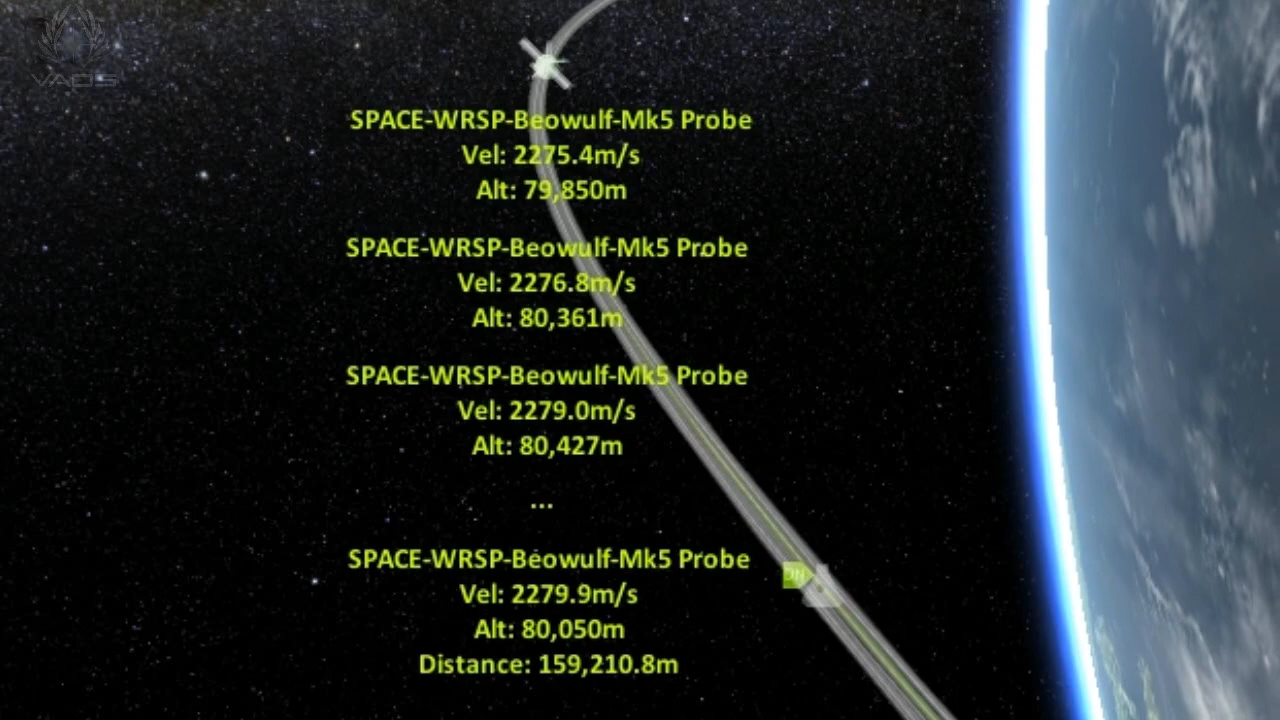 VAOS
SPACE-WRSP-Beowulf-Mk5 Probe
Vel: 2275.4m/s
Alt: 79,850m
SPACE-WRSP-Beowulf-Mk5 Probe
Vel: 2276.8m/s
Alt: 80,361m
SPACE-WRSP-Beowulf-Mk5 Probe
Vel: 2279.0m/s
Alt: 80,427m
...
SPACE-WRSP-Beowulf-Mk5 Probe
Vel: 2279.9m/s
Alt: 80,050m
Distance: 159,210.8m
DN